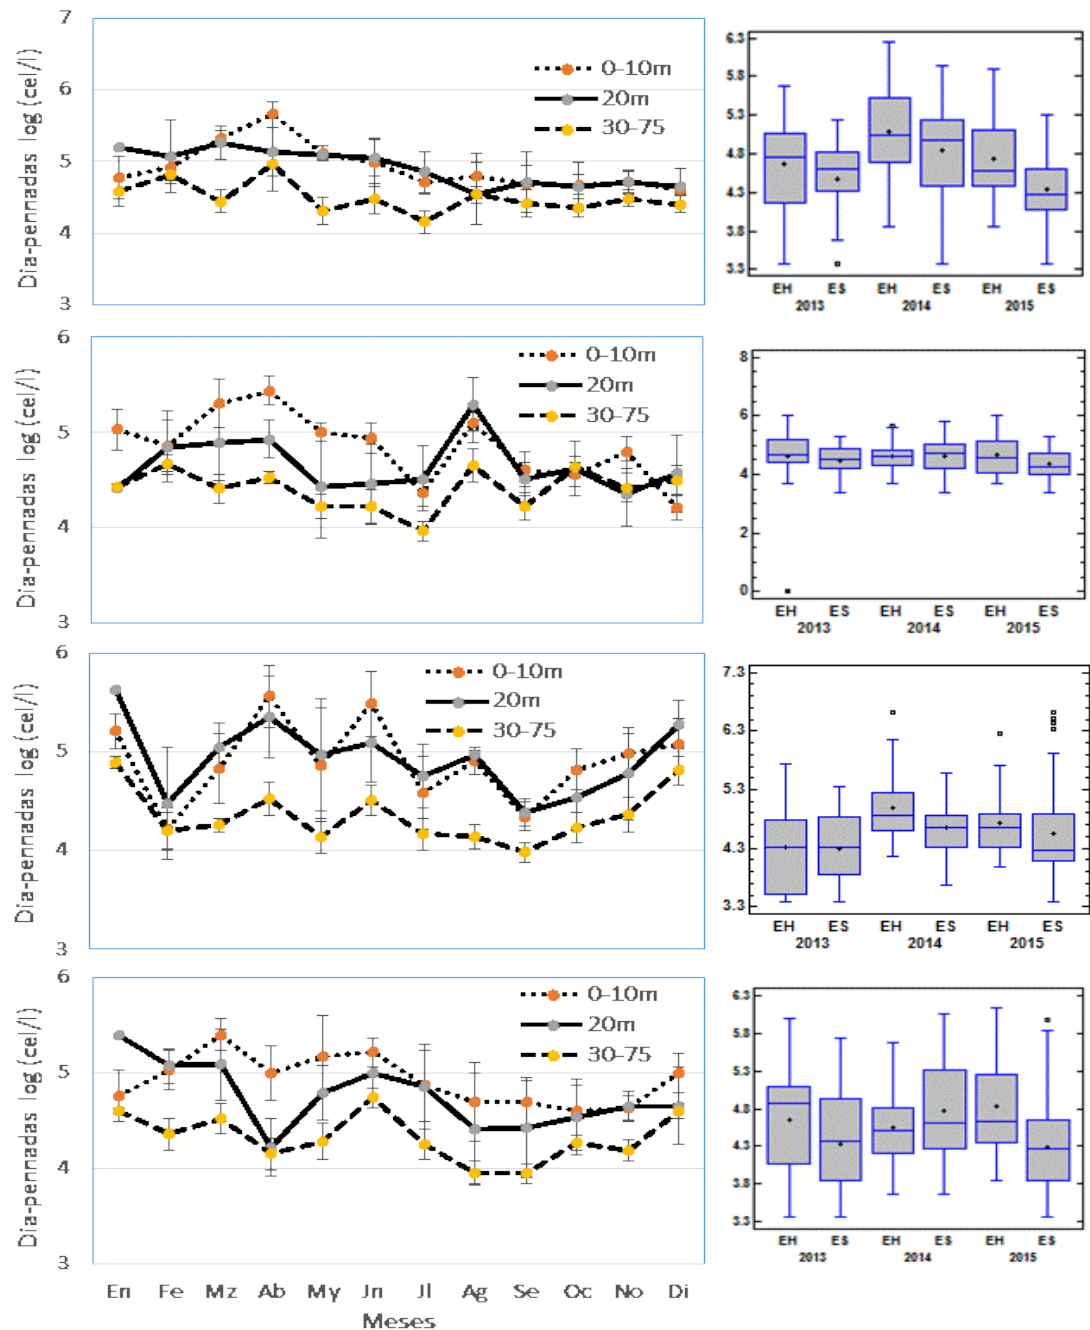 Dia-pennadas log (cel/l)
7
6
5
4
3
0-10m
20m
30-75
6.3
5.8
5.3
4.8
4.3
3.8
3.3
EH ES EH ES EH ES
2013 2014 2015
Dia-pennadas log (cel/l)
6
5
4
3
0-10m
20m
30-75
8
6
4
2
0
EH ES EH ES EH ES
2013 2014 2015
Dia-pennadas log (cel/l)
6
5
4
3
0-10m
20m
30-75
7.3
6.3
5.3
4.3
3.3
EH ES EH ES EH ES
2013 2014 2015
Dia-pennadas log (cel/l)
6
5
4
3
0-10m
20m
30-75
En Fe Mz Ab My Jn Jl Ag Se Oc No Di
Meses
6.3
5.8
5.3
4.8
4.3
3.8
3.3
EH ES EH ES EH ES
2013 2014 2015